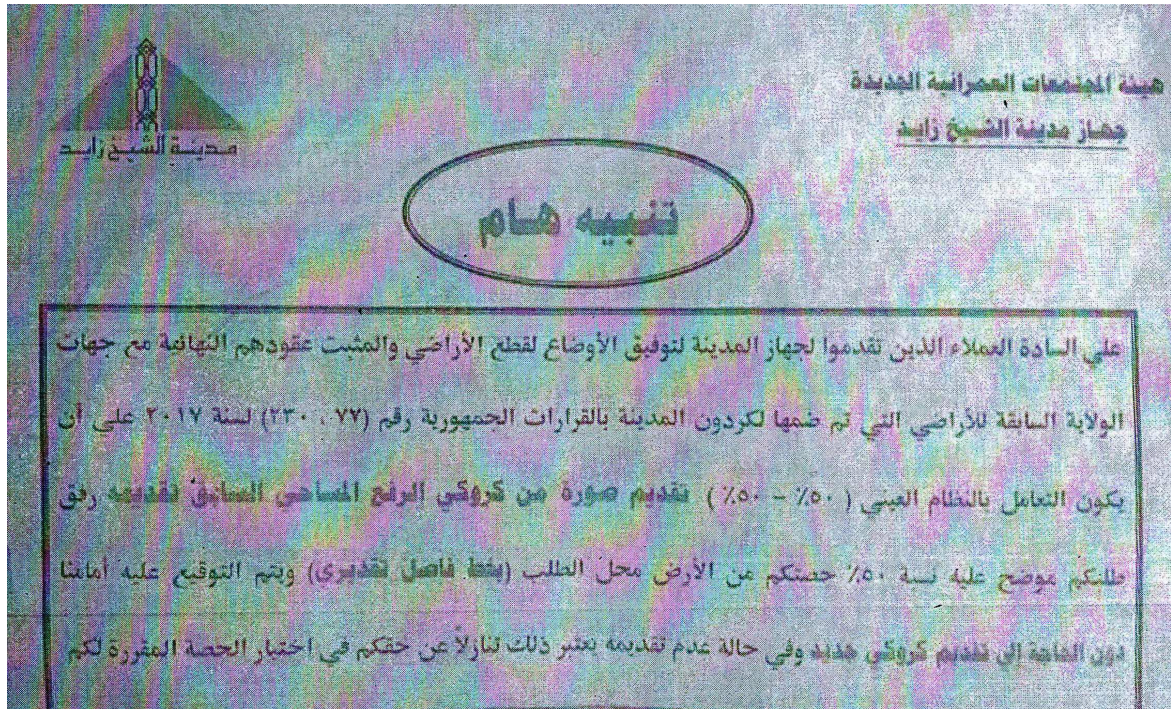 هيئة المجتمعات العمرانية الجديدة
جهاز مدينة الشيخ زايد
مدينة الشيخ زايد
تنبيه هام
علي السادة العملاء الذين تقدموا لجهاز المدينة لتوفيق الأوضاع لقطع الأراضي والمثبت عقودهم النهائية مع جهات
الولاية السابقة للأراضي التي تم ضمها لكردون المدينة بالقرارات الجمهورية رقم (٧٧ ، ٢٣٠) لسنة ٢٠١٧ على أن
يكون التعامل بالنظام العيني ( ٥٠٪ – ٥٠٪ ) تقديم صورة من كروكي الرفع المساحى السابق تقديمه رفق
طلبكم موضح عليه نسبة ٥٠٪ حصتكم من الأرض محل الطلب (بخط فاصل تقديرى) ويتم التوقيع عليه أمامنا
دون الحاجة إلى تقديم كروكى جديد وفي حالة عدم تقديمه يعتبر ذلك تنازلاً عن حقكم في اختيار الحصة المقررة لكم